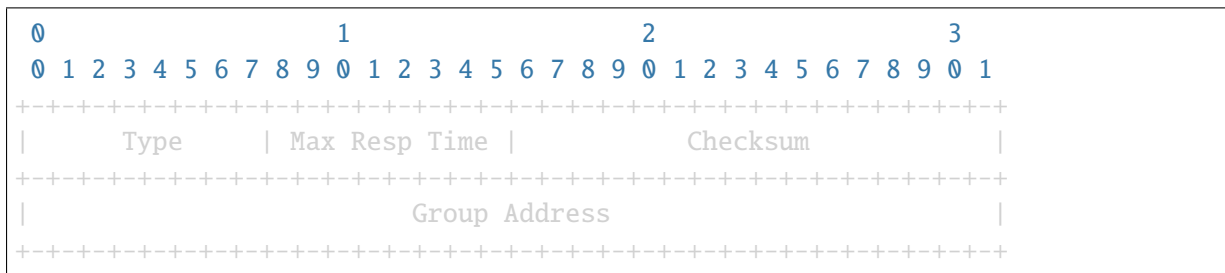 0                   1                   2                   3
 0 1 2 3 4 5 6 7 8 9 0 1 2 3 4 5 6 7 8 9 0 1 2 3 4 5 6 7 8 9 0 1
+-+-+-+-+-+-+-+-+-+-+-+-+-+-+-+-+-+-+-+-+-+-+-+-+-+-+-+-+-+-+-+-+
|      Type     | Max Resp Time |           Checksum            |
+-+-+-+-+-+-+-+-+-+-+-+-+-+-+-+-+-+-+-+-+-+-+-+-+-+-+-+-+-+-+-+-+
|                         Group Address                         |
+-+-+-+-+-+-+-+-+-+-+-+-+-+-+-+-+-+-+-+-+-+-+-+-+-+-+-+-+-+-+-+-+